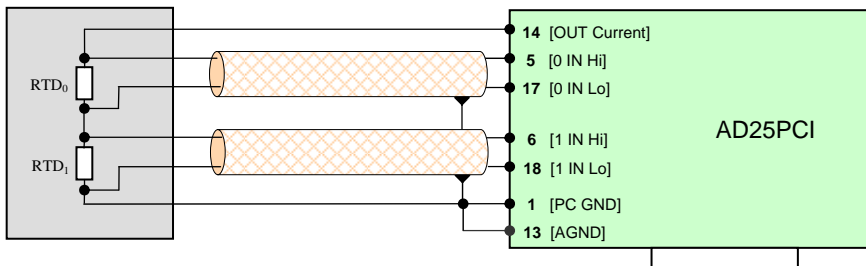 14 [OUT Current]
5 [0 IN Hi]
RTD₀
17 [0 IN Lo]
AD25PCI
6 [1 IN Hi]
RTD₁
18 [1 IN Lo]
1 [PC GND]
13 [AGND]